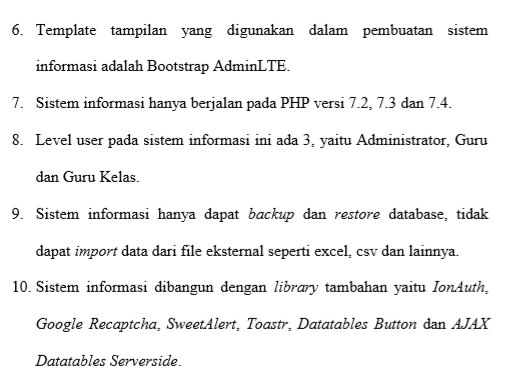 6. Template tampilan yang digunakan dalam pembuatan sistem
informasi adalah Bootstrap AdminLTE.
7. Sistem informasi hanya berjalan pada PHP versi 7.2, 7.3 dan 7.4.
8. Level user pada sistem informasi ini ada 3, yaitu Administrator, Guru
dan Guru Kelas.
9. Sistem informasi hanya dapat backup dan restore database, tidak
dapat import data dari file eksternal seperti excel, csv dan lainnya.
10. Sistem informasi dibangun dengan library tambahan yaitu IonAuth,
Google Recaptcha, SweetAlert, Toastr, Datatables Button dan AJAX
Datatables Serverside.